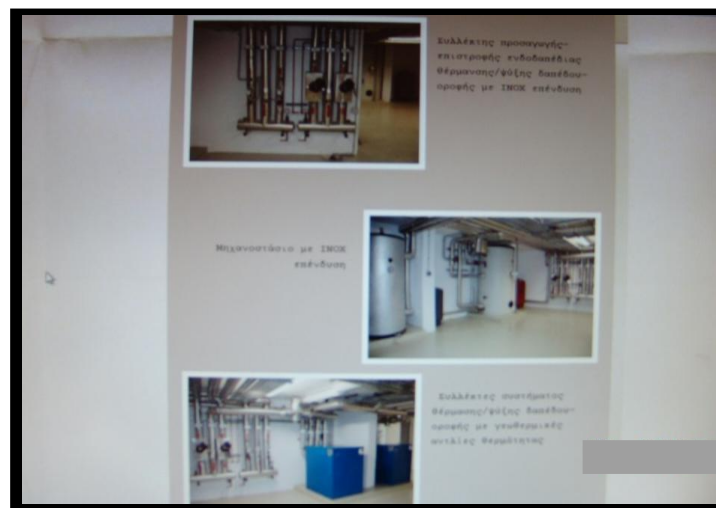 Συλλέκτης προσαγωγής-
επιστροφής ενδοδαπέδιας
θέρμανσης/ψύξης δαπέδου-
οροφής με INOX επένδυση
Μηχανοστάσιο με INOX
επένδυση
Συλλέκτες συστήματος
θέρμασης/ψύξης δαπέδου-
οροφής με γεωθερμικές
αντλίες θερμότητας